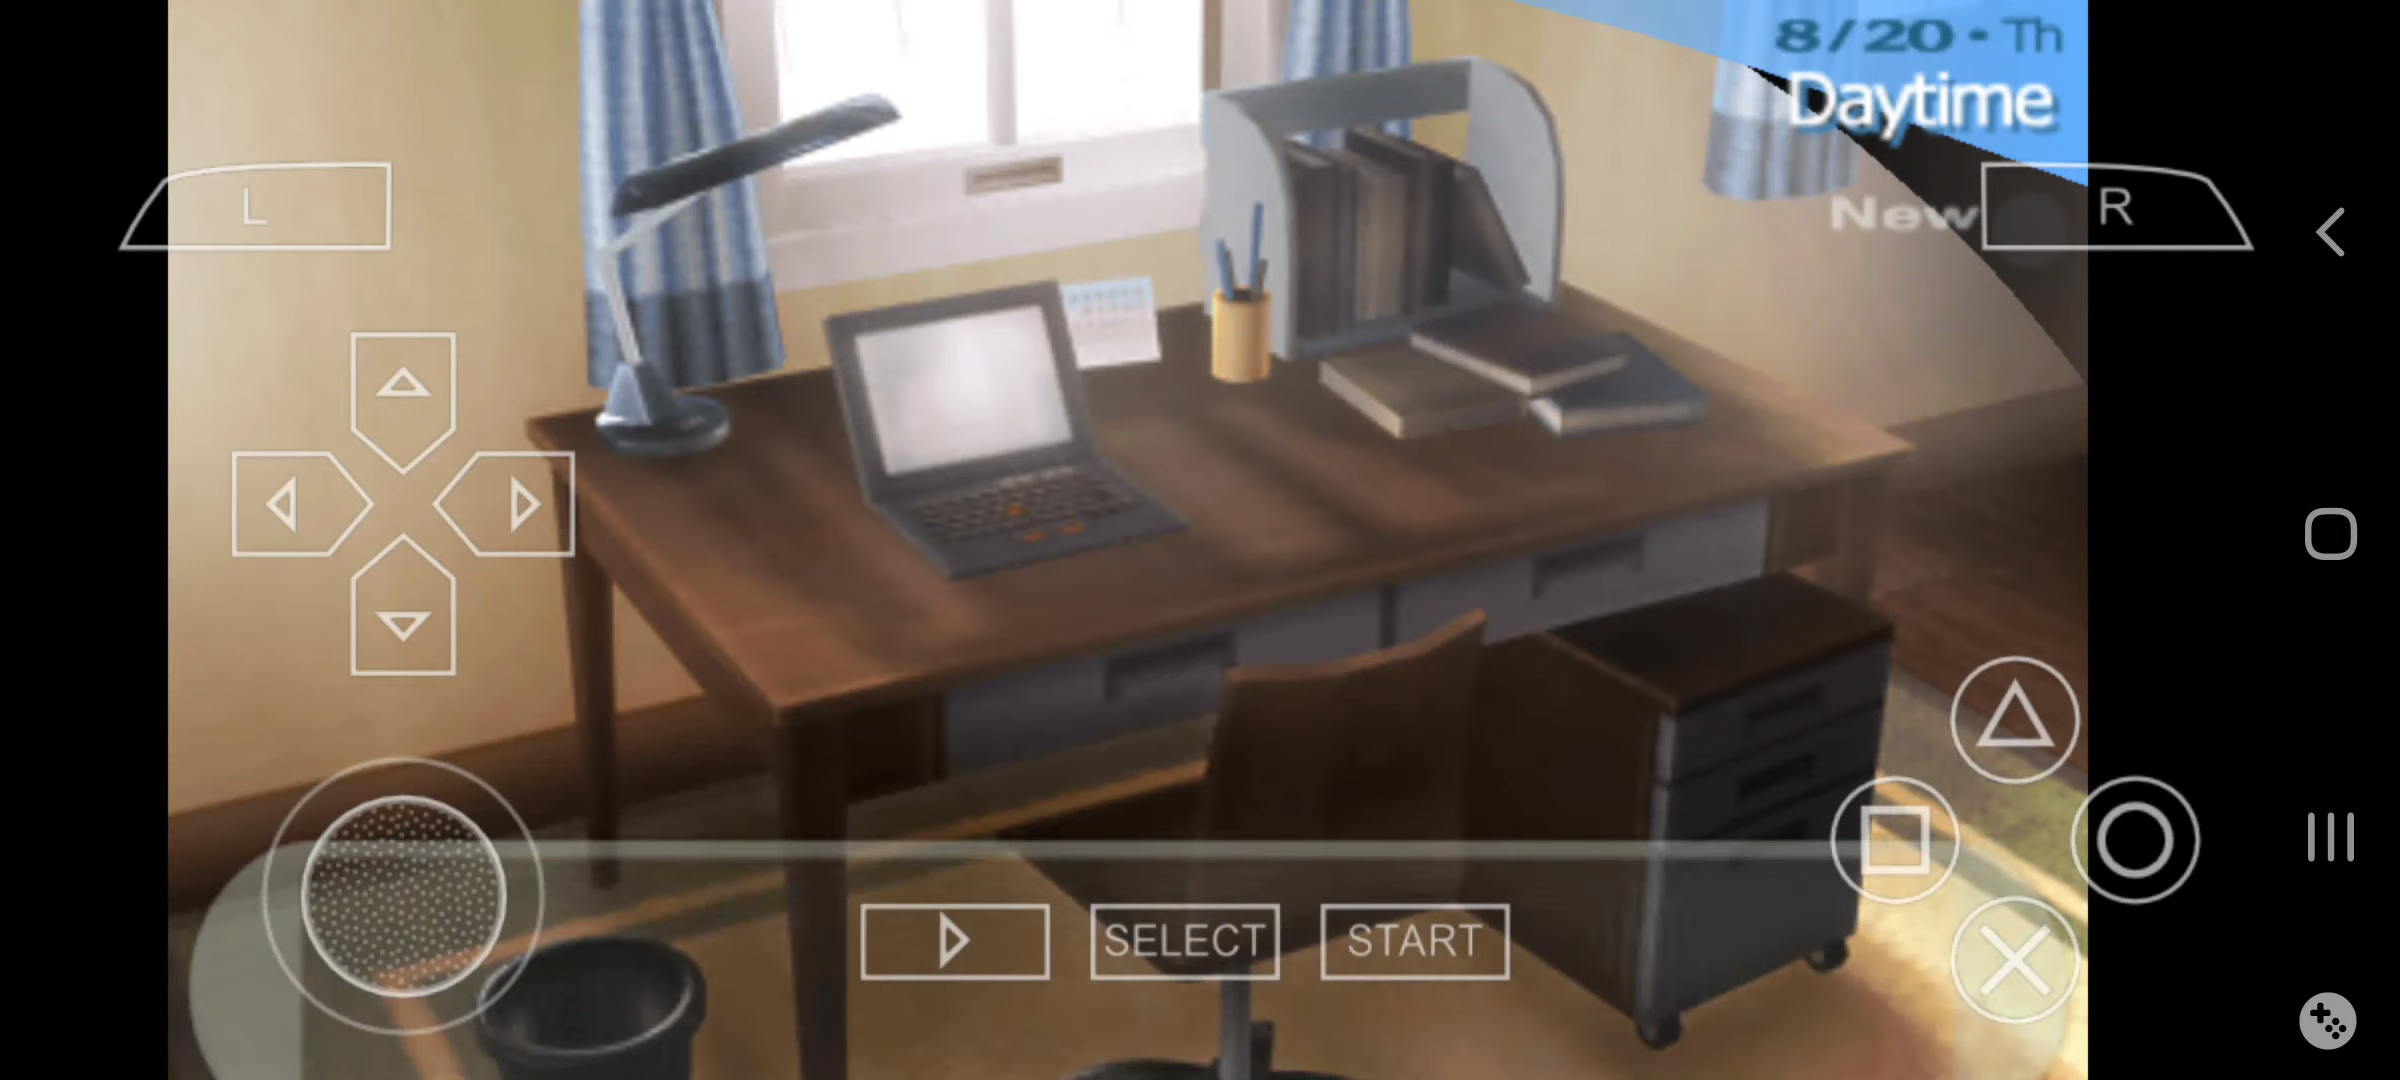 8/20 • Th
Daytime
New
L
R
SELECT
START